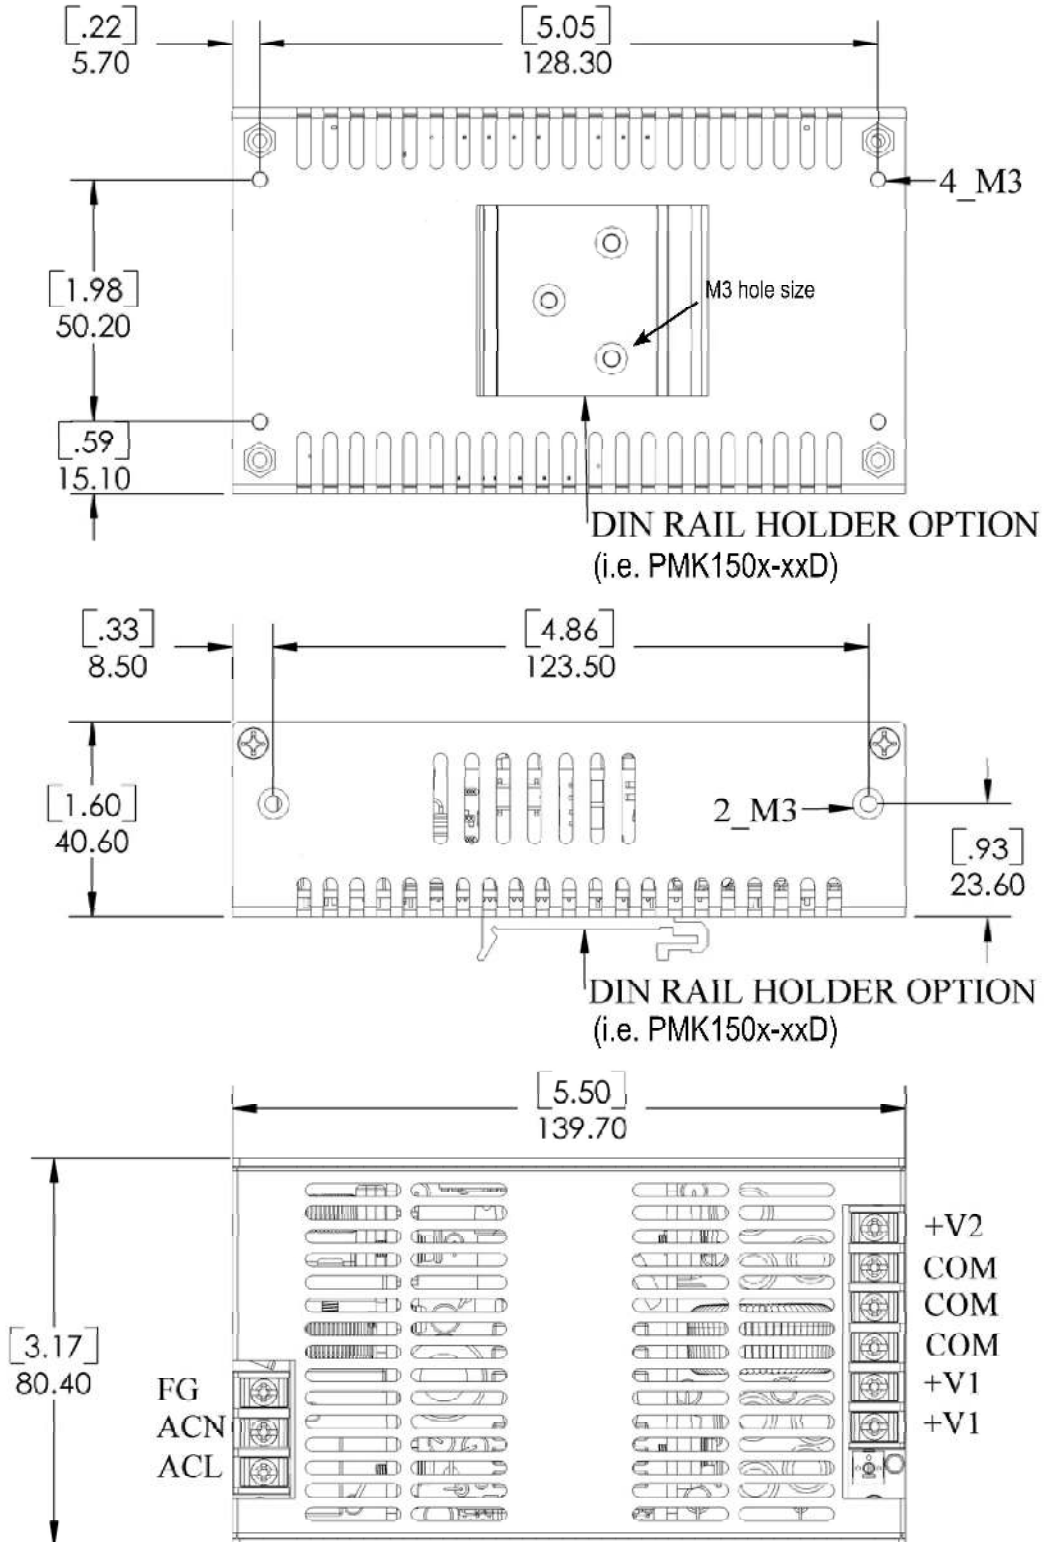 [.22]
5.70
[5.05]
128.30
4_M3
[1.98]
50.20
M3 hole size
[.59]
15.10
DIN RAIL HOLDER OPTION
(i.e. PMK150x-xxD)
[.33]
8.50
[4.86]
123.50
[1.60]
40.60
2_M3
[.93]
23.60
DIN RAIL HOLDER OPTION
(i.e. PMK150x-xxD)
[5.50]
139.70
+V2
COM
COM
COM
+V1
+V1
[3.17]
80.40
FG
ACN
ACL